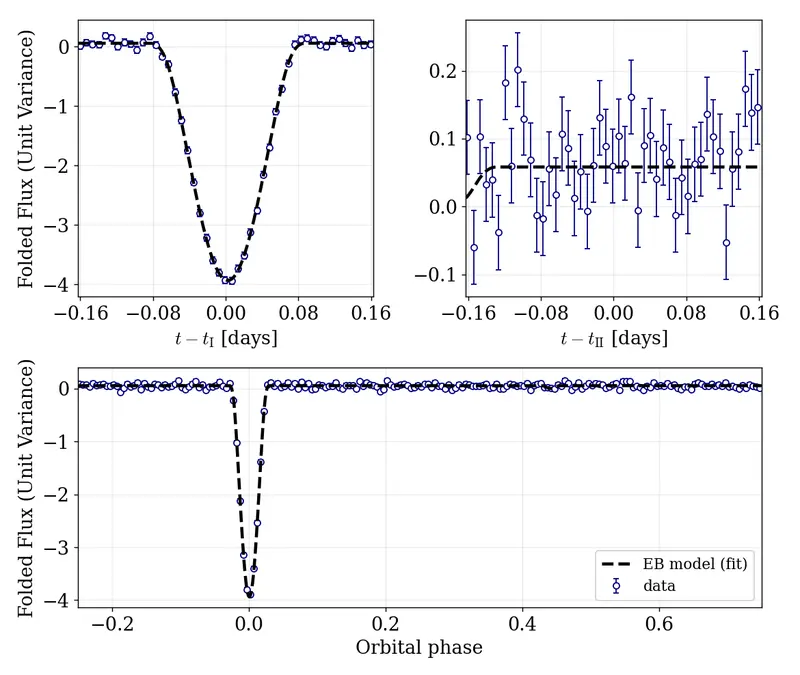 Folded Flux (Unit Variance)
0
−1
−2
−3
−4
−0.16 −0.08 0.00 0.08 0.16
t − tI [days]
0.2
0.1
0.0
−0.1
−0.16 −0.08 0.00 0.08 0.16
t − tII [days]
Folded Flux (Unit Variance)
0
−1
−2
−3
−4
EB model (fit)
data
−0.2 0.0 0.2 0.4 0.6
Orbital phase